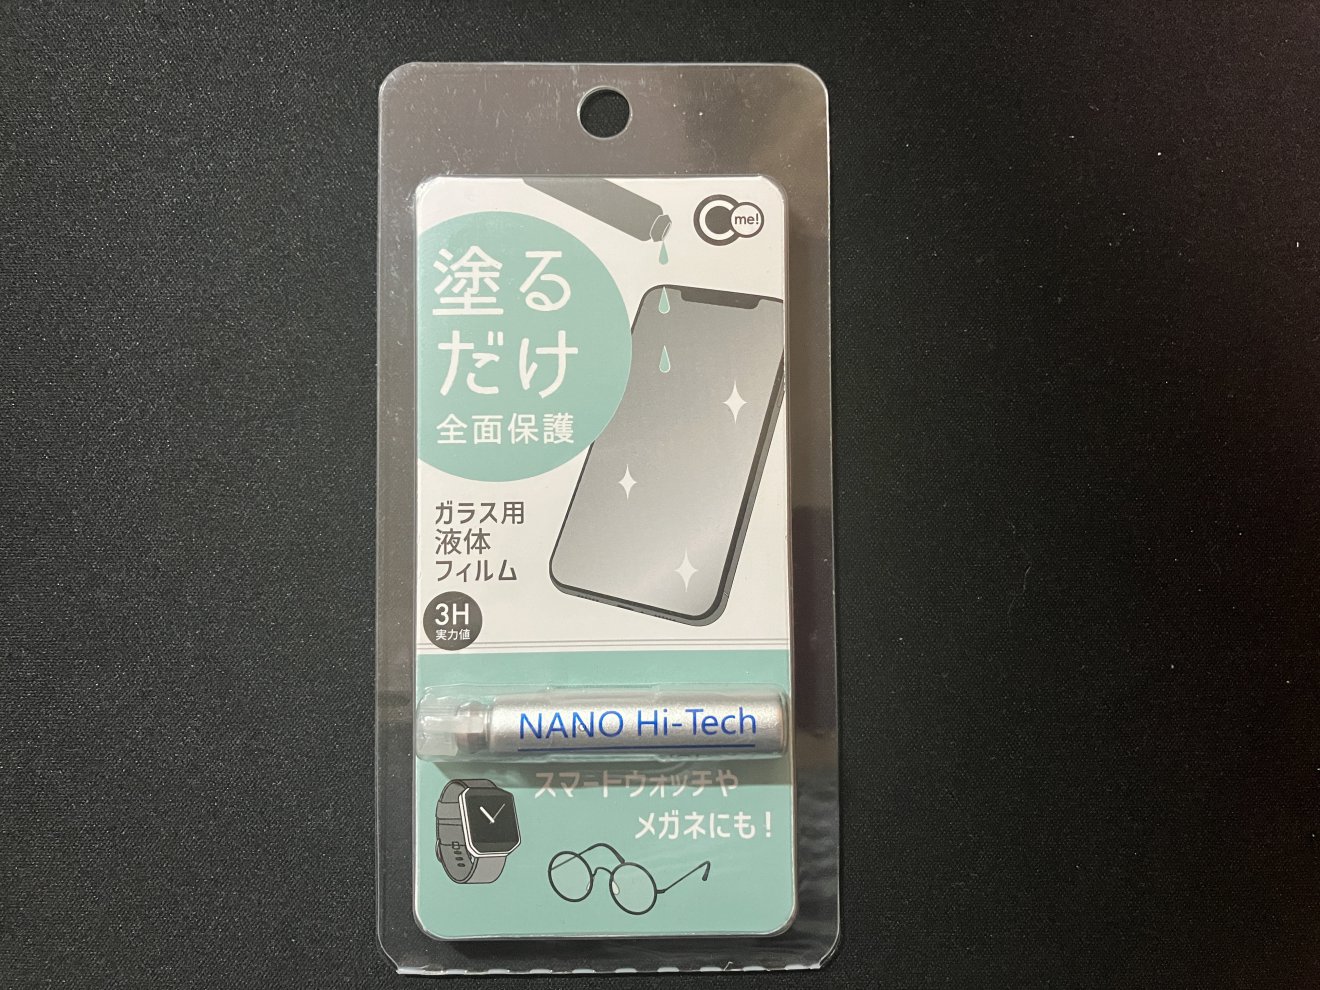 Cme!
塗る
だけ
全面保護
ガラス用
液体
フィルム
3H
実力値
NANO Hi-Tech
スマートウォッチや
メガネにも！